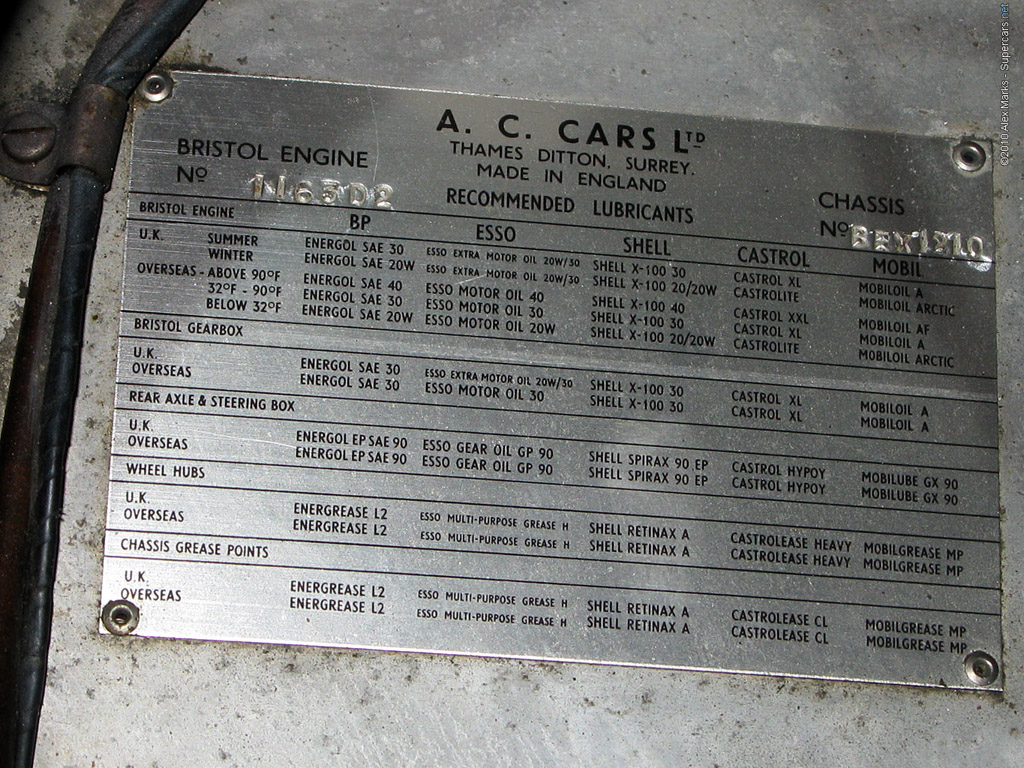 A. C. CARS LTD
THAMES DITTON. SURREY.
MADE IN ENGLAND
BRISTOL ENGINE
Nº 1163D2
RECOMMENDED LUBRICANTS
CHASSIS
Nº BEX1210
BRISTOL ENGINE BP ESSO SHELL CASTROL MOBIL
U.K. SUMMER ENERGOL SAE 30 ESSO EXTRA MOTOR OIL 20W/30 SHELL X-100 30 CASTROL XL MOBILOIL A
WINTER ENERGOL SAE 20W ESSO EXTRA MOTOR OIL 20W/30 SHELL X-100 20/20W CASTROLITE MOBILOIL ARCTIC
OVERSEAS - ABOVE 90ºF ENERGOL SAE 40 ESSO MOTOR OIL 40 SHELL X-100 40 CASTROL XXL MOBILOIL AF
32ºF - 90ºF ENERGOL SAE 30 ESSO MOTOR OIL 30 SHELL X-100 30 CASTROL XL MOBILOIL A
BELOW 32ºF ENERGOL SAE 20W ESSO MOTOR OIL 20W SHELL X-100 20/20W CASTROLITE MOBILOIL ARCTIC
BRISTOL GEARBOX
U.K. ENERGOL SAE 30 ESSO EXTRA MOTOR OIL 20W/30 SHELL X-100 30 CASTROL XL MOBILOIL A
OVERSEAS ENERGOL SAE 30 ESSO MOTOR OIL 30 SHELL X-100 30 CASTROL XL MOBILOIL A
REAR AXLE & STEERING BOX
U.K. ENERGOL EP SAE 90 ESSO GEAR OIL GP 90 SHELL SPIRAX 90 EP CASTROL HYPOY MOBILUBE GX 90
OVERSEAS ENERGOL EP SAE 90 ESSO GEAR OIL GP 90 SHELL SPIRAX 90 EP CASTROL HYPOY MOBILUBE GX 90
WHEEL HUBS
U.K. ENERGREASE L2 ESSO MULTI-PURPOSE GREASE H SHELL RETINAX A CASTROLEASE HEAVY MOBILGREASE MP
OVERSEAS ENERGREASE L2 ESSO MULTI-PURPOSE GREASE H SHELL RETINAX A CASTROLEASE HEAVY MOBILGREASE MP
CHASSIS GREASE POINTS
U.K. ENERGREASE L2 ESSO MULTI-PURPOSE GREASE H SHELL RETINAX A CASTROLEASE CL MOBILGREASE MP
OVERSEAS ENERGREASE L2 ESSO MULTI-PURPOSE GREASE H SHELL RETINAX A CASTROLEASE CL MOBILGREASE MP
©2010 Alex Marks - Supercars.net